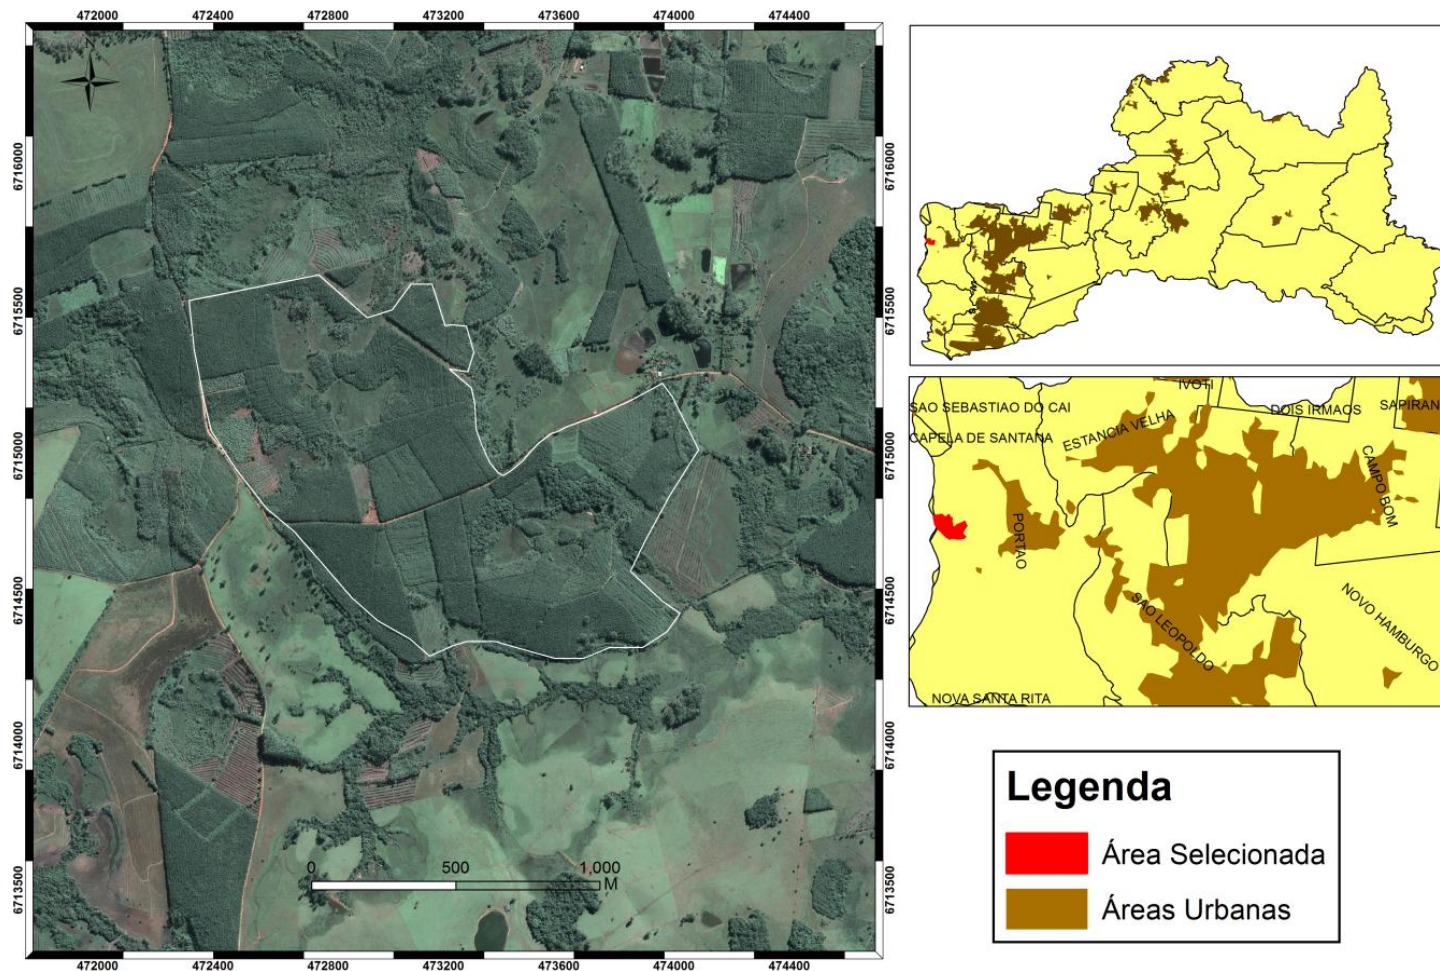 472000 472400 472800 473200 473600 474000 474400
6716000
6715500
6715000
6714500
6714000
6713500
6716000
6715500
6715000
6714500
6714000
6713500
0 500 1,000
M
472000 472400 472800 473200 473600 474000 474400
IVOTI
SAO SEBASTIAO DO CAI
DOIS IRMAOS
SAPIRAN
ESTANCIA VELHA
CAPELA DE SANTANA
CAMPO BOM
PORTAO
SAO LEOPOLDO
NOVO HAMBURGO
NOVA SANTA RITA
Legenda
Área Selecionada
Áreas Urbanas